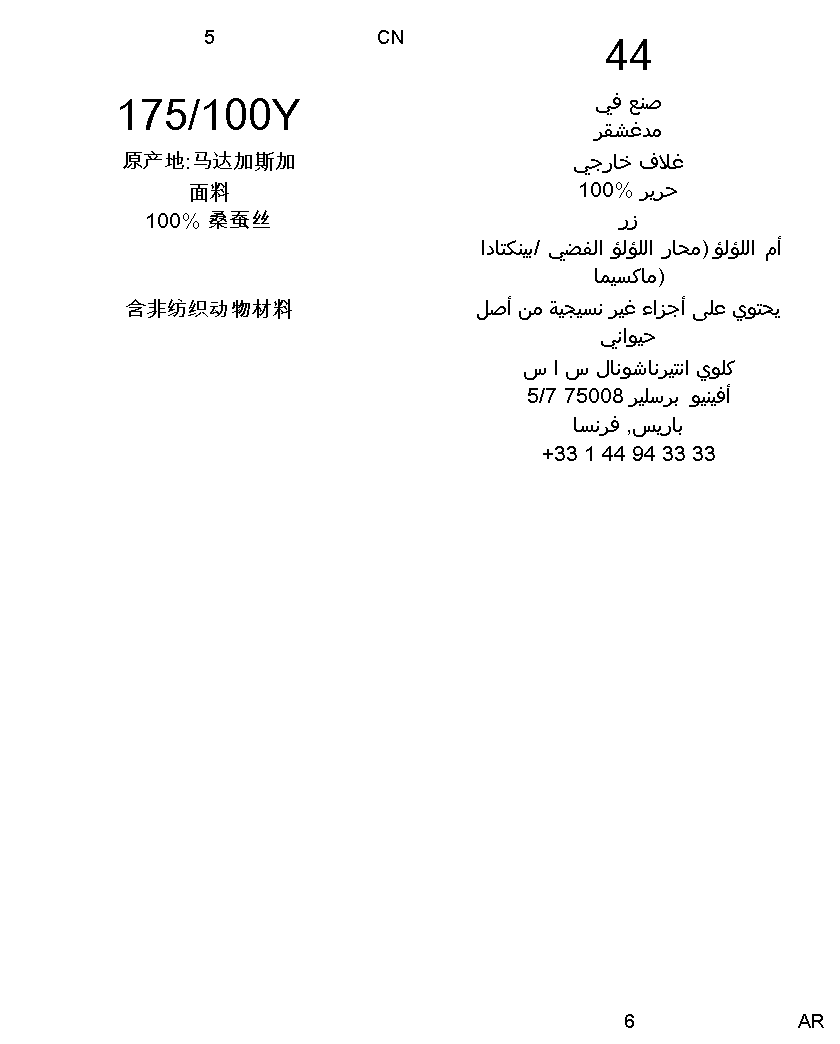 5
CN
175/100Y
原产地:马达加斯加
面料
100% 桑蚕丝
含非纺织动物材料
44
صنع في
مدغشقر
غلاف خارجي
100% حرير
زر
أم اللؤلؤ (محار اللؤلؤ الفضي /بينكتادا
ماكسيما)
يحتوي على أجزاء غير نسيجية من أصل
حيواني
كلوي انتيرناشونال س ا س
5/7 أفينيو برسلير 75008
باريس, فرنسا
+33 1 44 94 33 33
6
AR